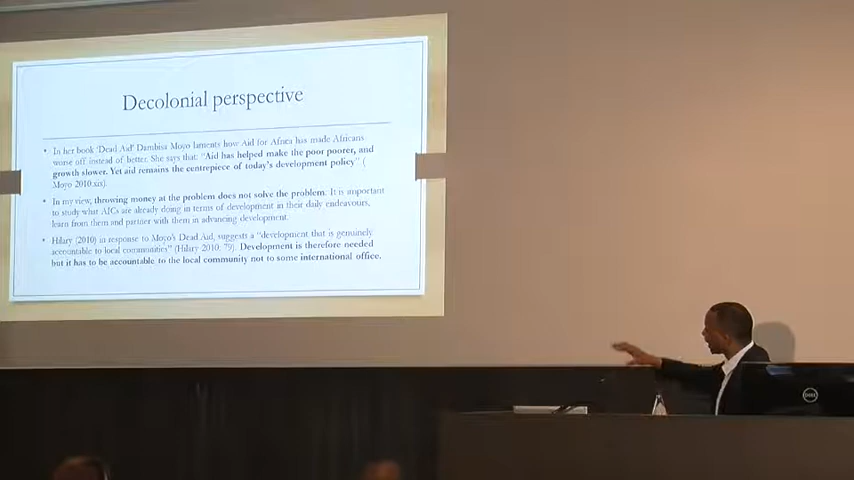 Decolonial perspective
• In her book ‘Dead Aid’ Dambisa Moyo laments how Aid for Africa has made Africans
worse off instead of better. She says that: “Aid has helped make the poor poorer, and
growth slower. Yet aid remains the centrepiece of today’s development policy” (
Moyo 2010:xix).
• In my view, throwing money at the problem does not solve the problem. It is important
to study what AICs are already doing in terms of development in their daily endeavours,
learn from them and partner with them in advancing development.
• Hilary (2010) in response to Moyo’s Dead Aid, suggests a “development that is genuinely
accountable to local communities” (Hilary 2010, 79). Development is therefore needed
but it has to be accountable to the local community not to some international office.
DELL